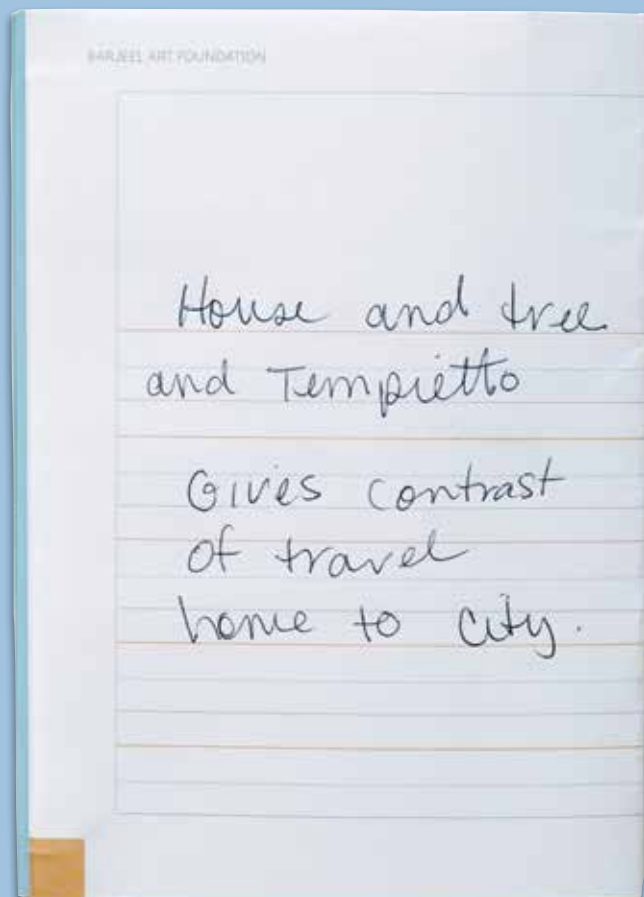 BARJEEL ART FOUNDATION
House and tree
and Tempietto
Gives contrast
of travel
home to city.